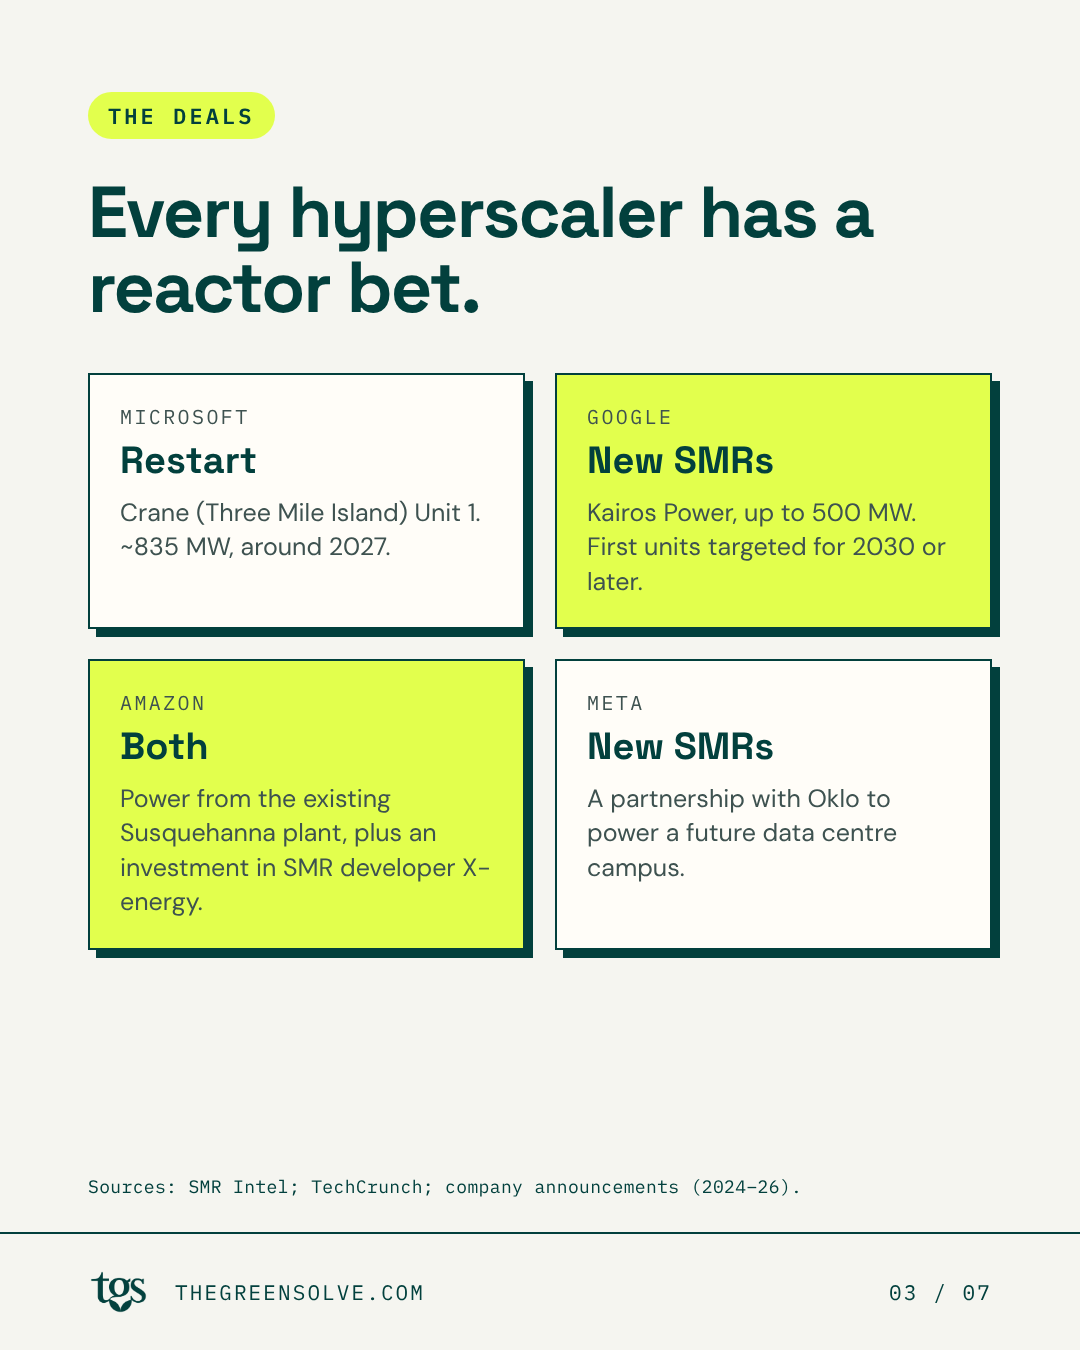 THE DEALS
Every hyperscaler has a
reactor bet.
MICROSOFT
Restart
Crane (Three Mile Island) Unit 1.
~835 MW, around 2027.
GOOGLE
New SMRs
Kairos Power, up to 500 MW.
First units targeted for 2030 or
later.
AMAZON
Both
Power from the existing
Susquehanna plant, plus an
investment in SMR developer X-
energy.
META
New SMRs
A partnership with Oklo to
power a future data centre
campus.
Sources: SMR Intel; TechCrunch; company announcements (2024–26).
tgs THEGREENSOLVE.COM
03 / 07